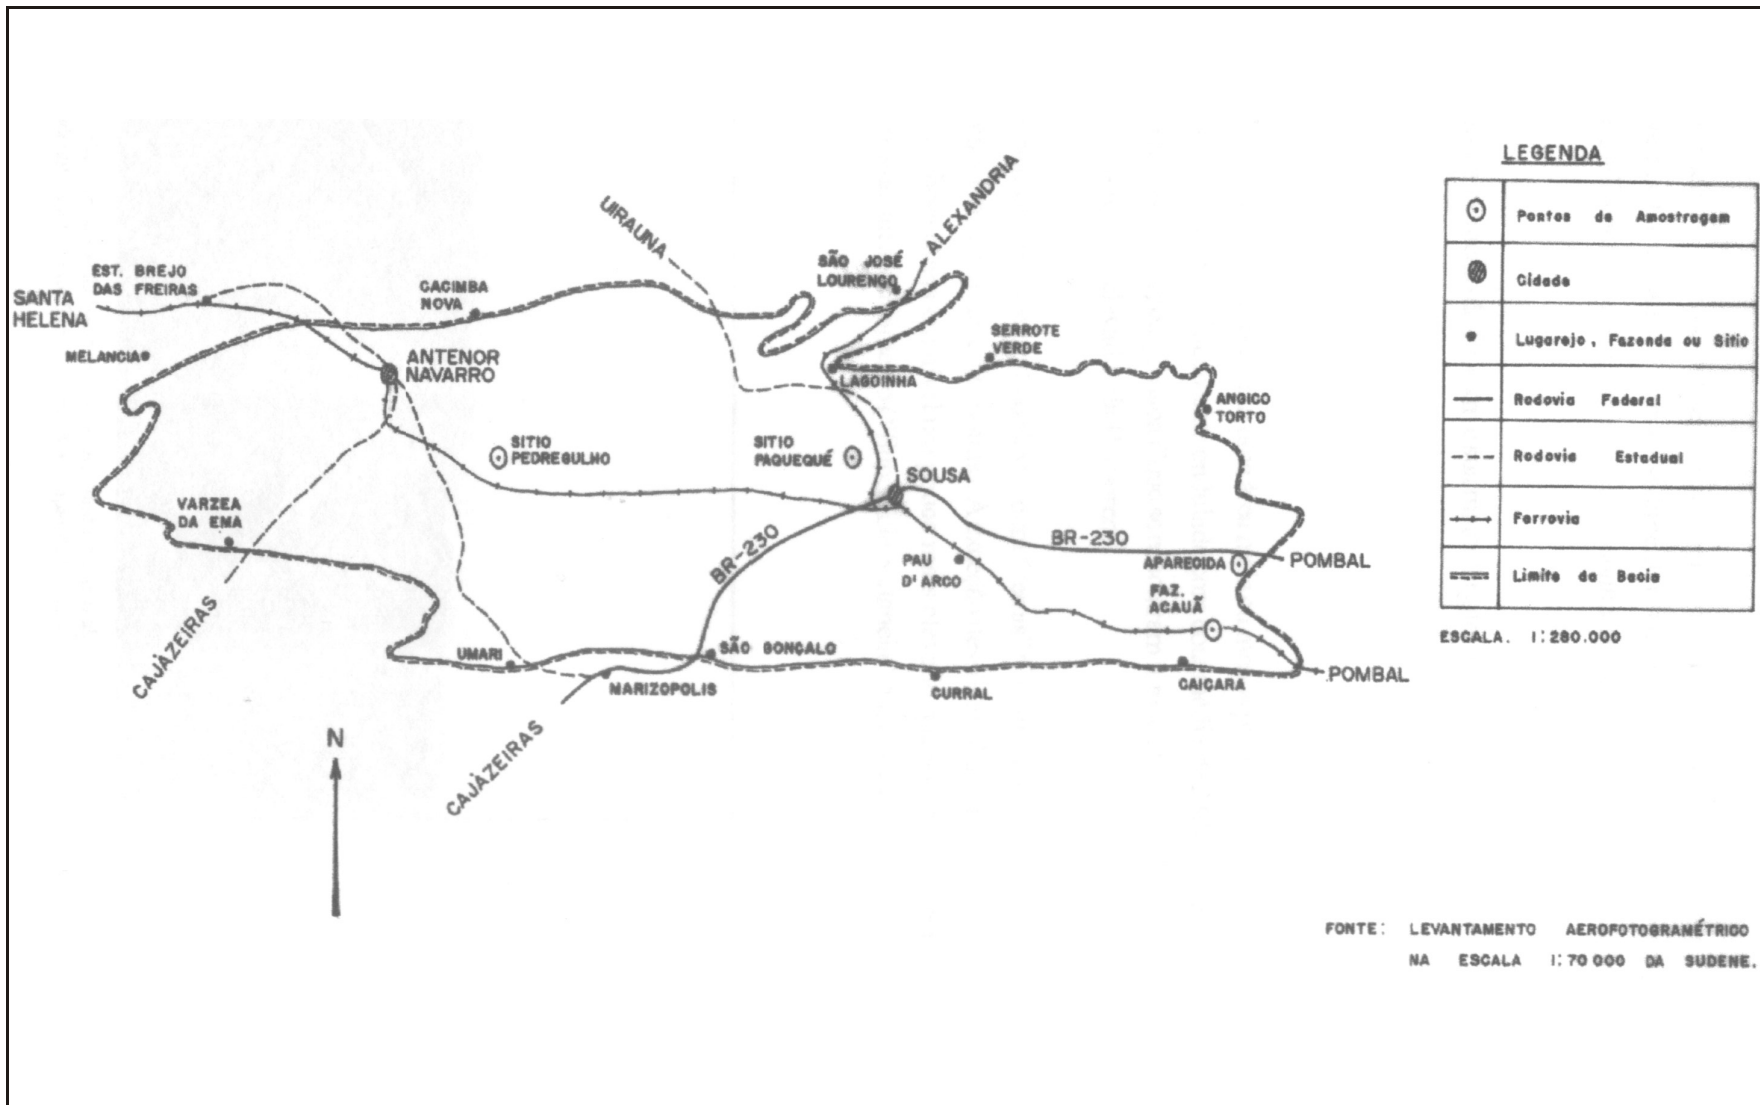 LEGENDA
Pontos de Amostragem
Cidade
Lugarejo, Fazenda ou Sitio
Rodovia Federal
Rodovia Estadual
Ferrovia
Limite da Bacia
ESCALA. 1:280.000
UIRAUNA
ALEXANDRIA
SÃO JOSÉ
LOURENÇO
EST. BREJO
DAS FREIRAS
SANTA
HELENA
CACIMBA
NOVA
MELANCIA
ANTENOR
NAVARRO
SERROTE
VERDE
LAGOINHA
ANGICO
TORTO
SITIO
PEDREGULHO
SITIO
PAQUEQUÉ
SOUSA
VARZEA
DA EMA
BR-230
BR-230
PAU
D'ARCO
APARECIDA
POMBAL
FAZ.
ACAUÃ
CAJÀZEIRAS
UMARI
SÃO GONÇALO
MARIZOPOLIS
CURRAL
CAIÇARA
POMBAL
CAJÀZEIRAS
N
FONTE: LEVANTAMENTO AEROFOTOGRAMÉTRICO
NA ESCALA 1:70 000 DA SUDENE.